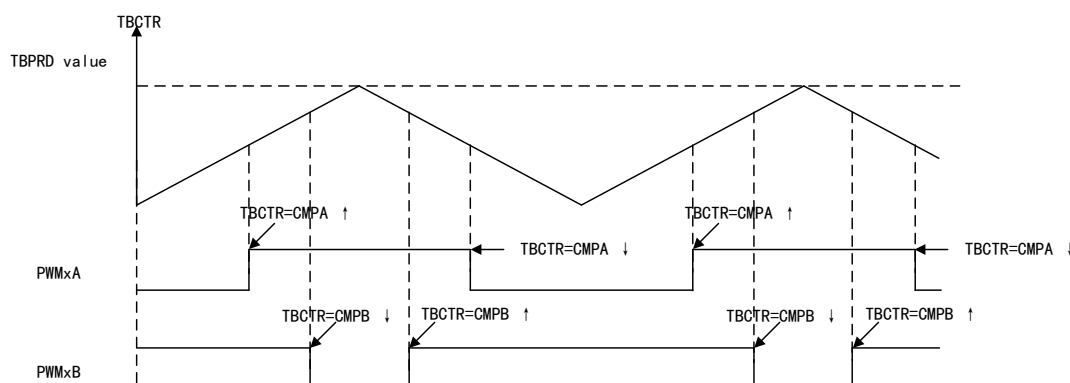 TBCTR
TBPRD value
TBCTR=CMPA ↑
TBCTR=CMPA ↑
TBCTR=CMPA ↓
TBCTR=CMPA ↓
PWMxA
TBCTR=CMPB ↓
TBCTR=CMPB ↑
TBCTR=CMPB ↓
TBCTR=CMPB ↑
PWMxB